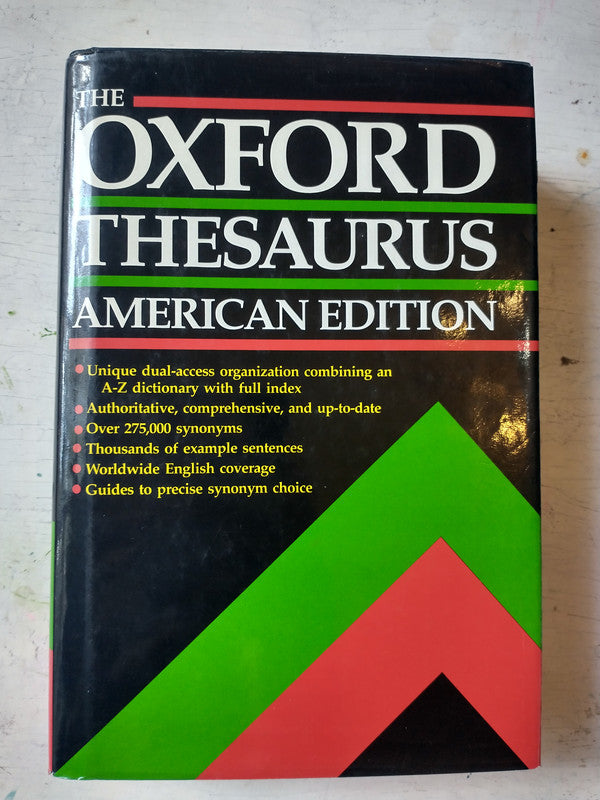 THE
OXFORD
THESAURUS
AMERICAN EDITION
• Unique dual-access organization combining an
A-Z dictionary with full index
• Authoritative, comprehensive, and up-to-date
• Over 275,000 synonyms
• Thousands of example sentences
• Worldwide English coverage
• Guides to precise synonym choice